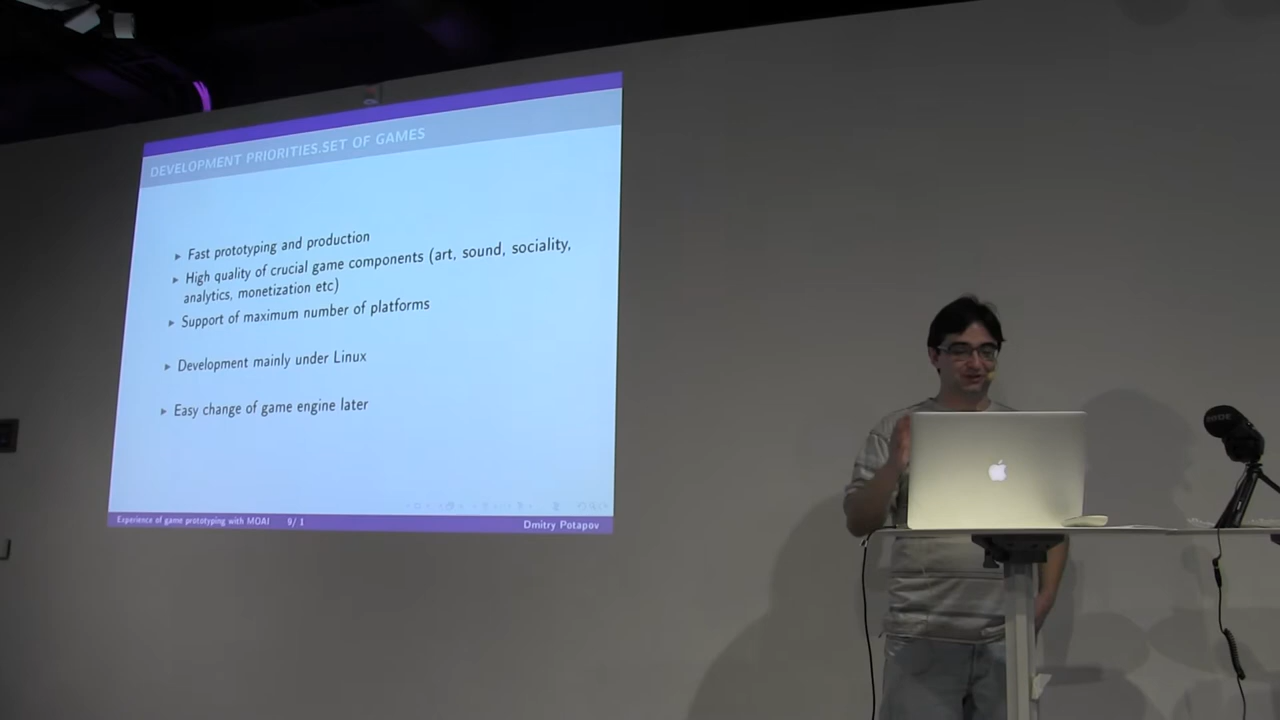 DEVELOPMENT PRIORITIES.SET OF GAMES
▸ Fast prototyping and production
▸ High quality of crucial game components (art, sound, sociality,
analytics, monetization etc)
▸ Support of maximum number of platforms
▸ Development mainly under Linux
▸ Easy change of game engine later
Experience of game prototyping with MOAI 9/ 1 Dmitry Potapov